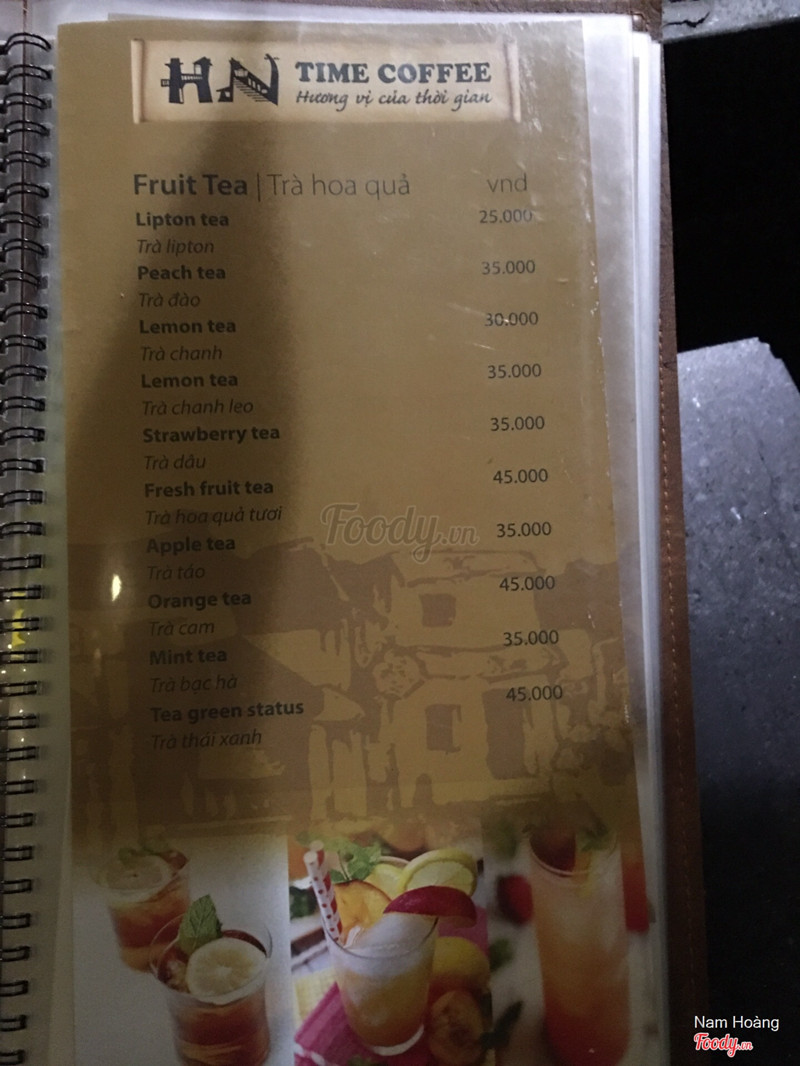 HN TIME COFFEE
Hương vị của thời gian
Fruit Tea | Trà hoa quả vnd
Lipton tea 25.000
Trà lipton
Peach tea 35.000
Trà đào
Lemon tea 30.000
Trà chanh
Lemon tea 35.000
Trà chanh leo
Strawberry tea 35.000
Trà dâu
Fresh fruit tea 45.000
Trà hoa quả tươi
Apple tea 35.000
Trà táo
Orange tea 45.000
Trà cam
Mint tea 35.000
Trà bạc hà
Tea green status 45.000
Trà thái xanh
Foody.vn
Nam Hoàng
Foody.vn